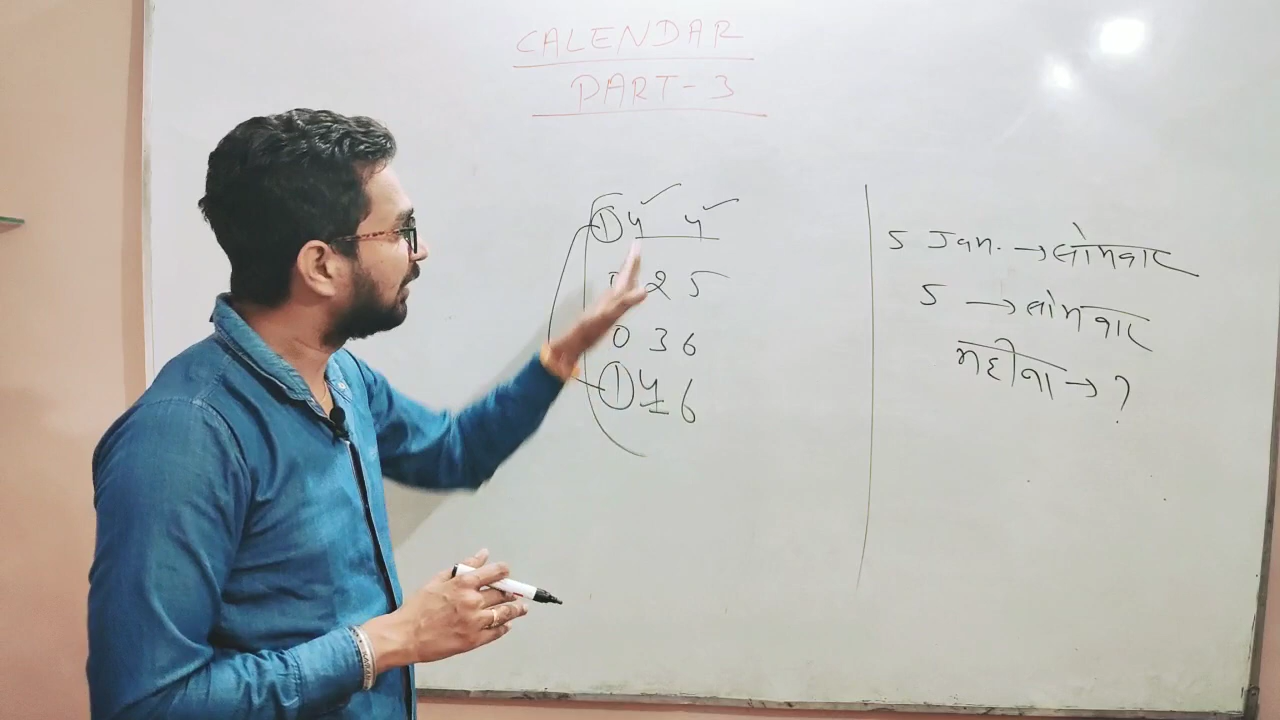 CALENDAR
PART-3
1 4 4
2 5
0 3 6
1 4 6
5 Jan. → सोमवार
5 → सोमवार
महीना → ?